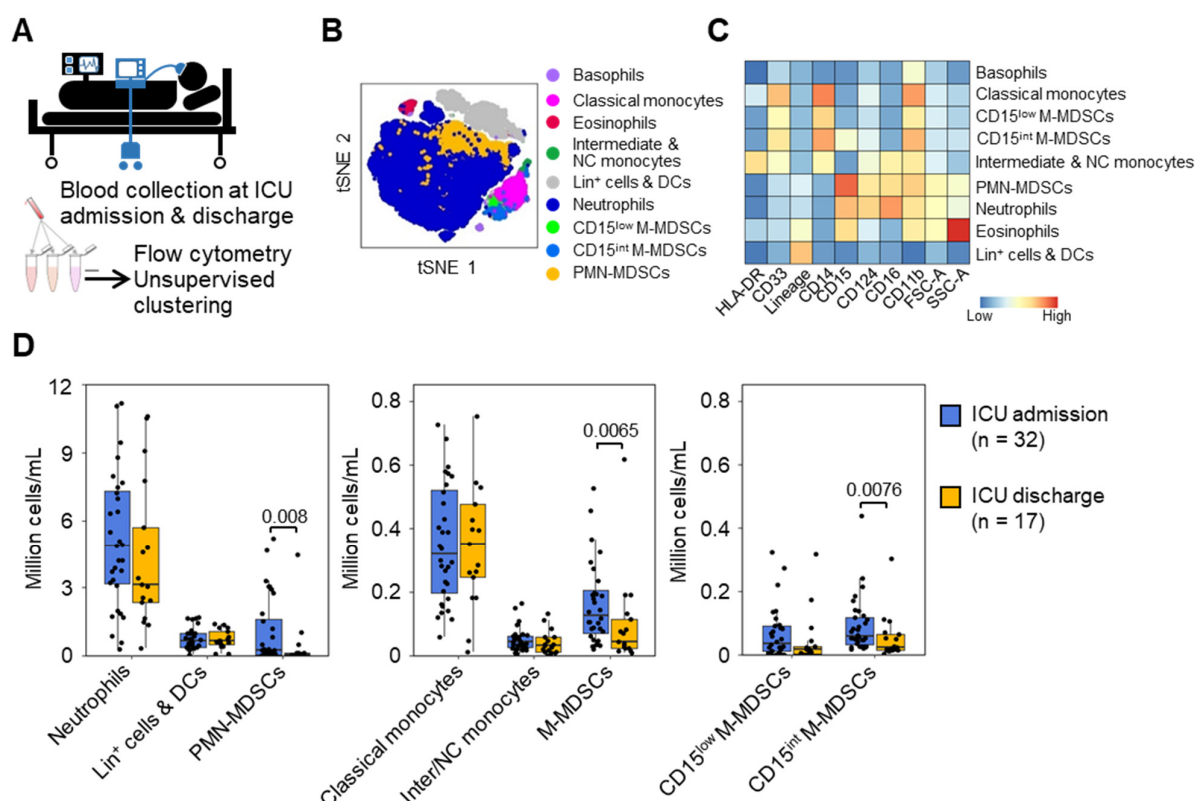 A
Blood collection at ICU
admission & discharge
Flow cytometry
Unsupervised
clustering
B
tSNE 2
tSNE 1
Basophils
Classical monocytes
Eosinophils
Intermediate &
NC monocytes
Lin⁺ cells & DCs
Neutrophils
CD15ˡᵒʷ M-MDSCs
CD15ⁱⁿᵗ M-MDSCs
PMN-MDSCs
C
Basophils
Classical monocytes
CD15ˡᵒʷ M-MDSCs
CD15ⁱⁿᵗ M-MDSCs
Intermediate & NC monocytes
PMN-MDSCs
Neutrophils
Eosinophils
Lin⁺ cells & DCs
HLA-DR
CD33
Lineage
CD14
CD15
CD124
CD16
CD11b
FSC-A
SSC-A
Low High
D
Million cells/mL
12
9
6
3
0
0.008
Neutrophils
Lin⁺ cells & DCs
PMN-MDSCs
Million cells/mL
0.8
0.6
0.4
0.2
0
0.0065
Classical monocytes
Inter/NC monocytes
M-MDSCs
Million cells/mL
0.8
0.6
0.4
0.2
0
0.0076
CD15ˡᵒʷ M-MDSCs
CD15ⁱⁿᵗ M-MDSCs
ICU admission
(n = 32)
ICU discharge
(n = 17)